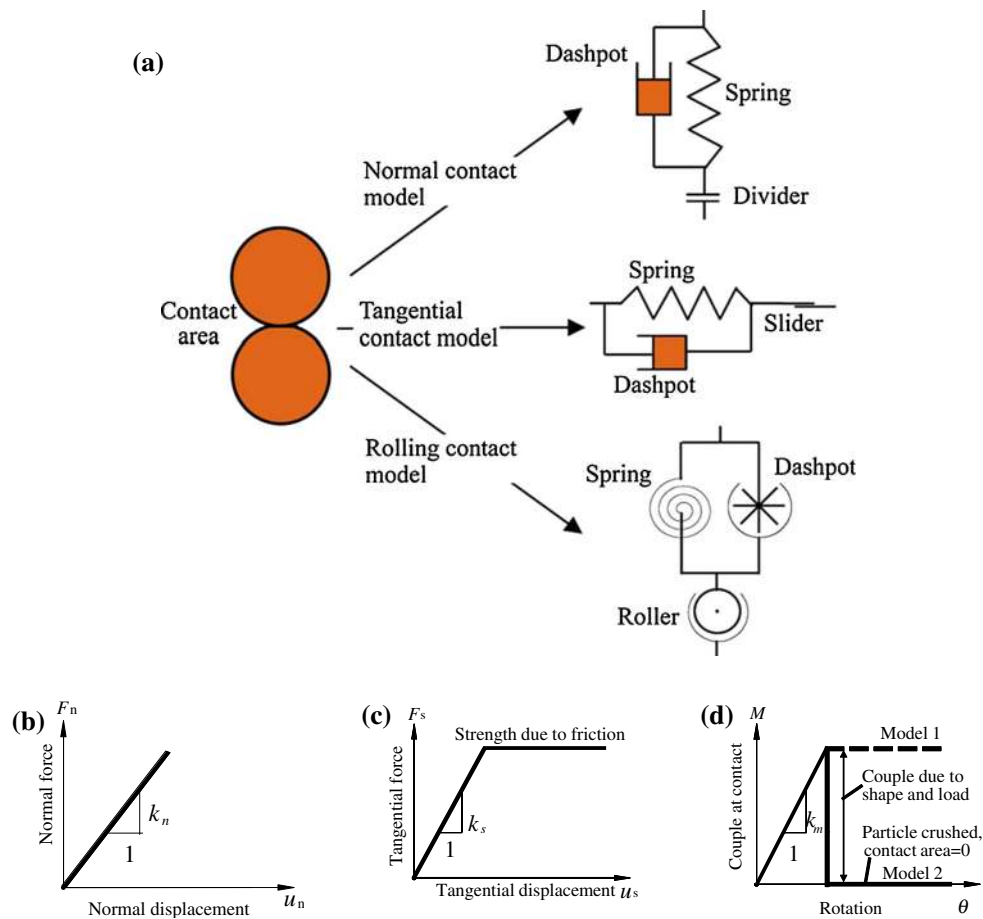 (a)
Dashpot
Spring
Normal contact
model
Divider
Contact
area
Tangential
contact model
Spring
Slider
Dashpot
Rolling contact
model
Spring
Dashpot
Roller
(b)
Fn
Normal force
kn
1
Normal displacement
un
(c)
Fs
Strength due to friction
Tangential force
ks
1
Tangential displacement us
(d)
M
Model 1
Couple at contact
Couple due to
shape and load
km
1
Particle crushed,
contact area=0
Model 2
Rotation
θ